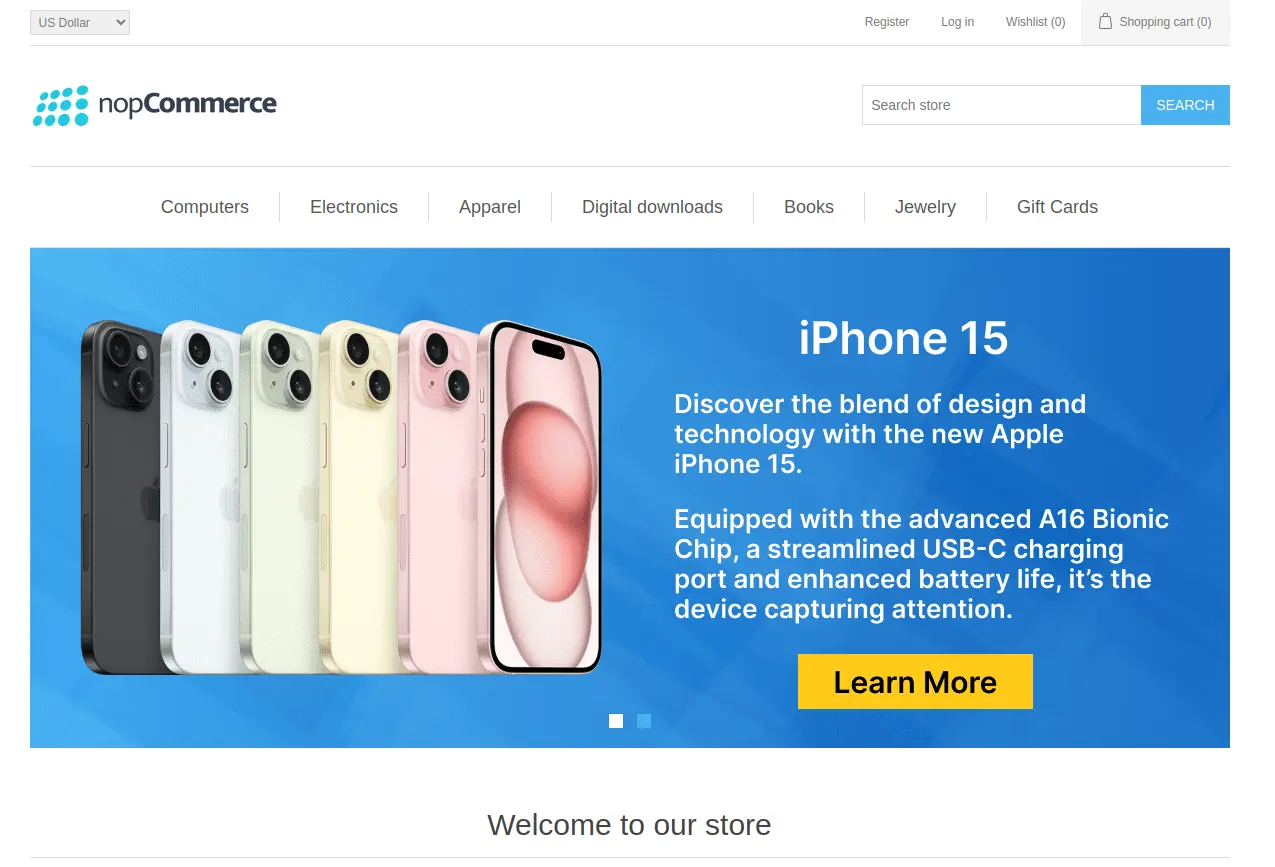 US Dollar
Register
Log in
Wishlist (0)
Shopping cart (0)
nopCommerce
Search store
SEARCH
Computers
Electronics
Apparel
Digital downloads
Books
Jewelry
Gift Cards
iPhone 15
Discover the blend of design and
technology with the new Apple
iPhone 15.
Equipped with the advanced A16 Bionic
Chip, a streamlined USB-C charging
port and enhanced battery life, it’s the
device capturing attention.
Learn More
Welcome to our store